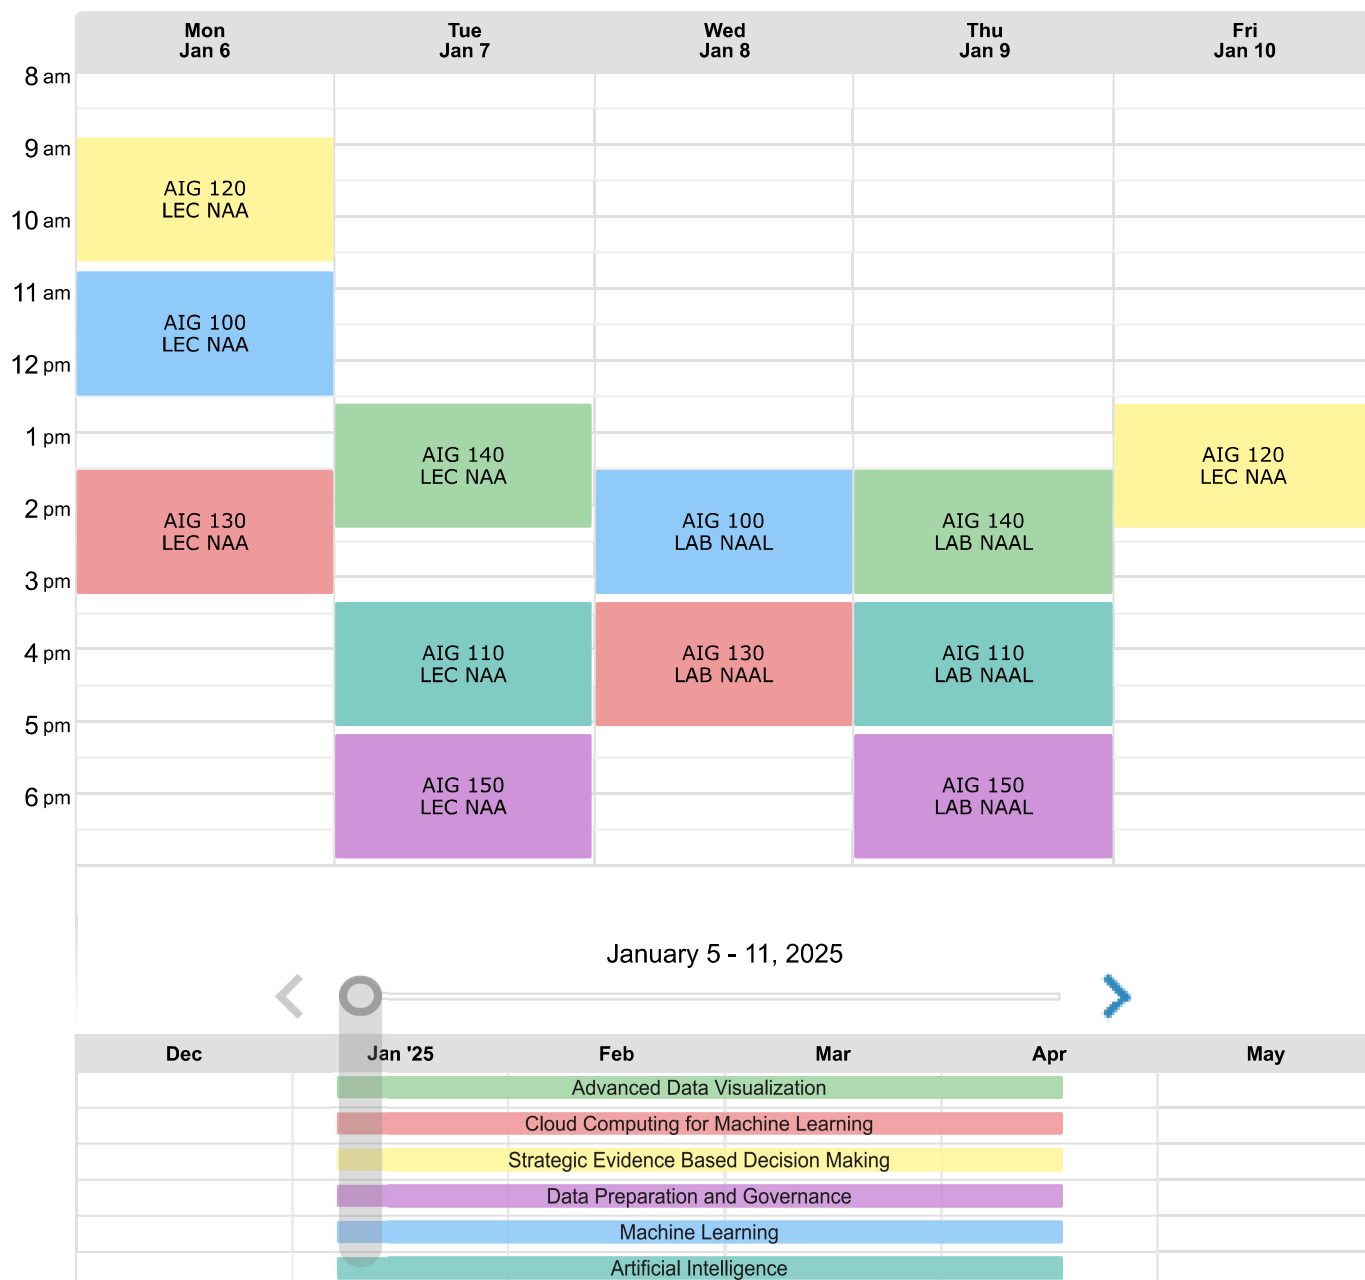 Mon Tue Wed Thu Fri
Jan 6 Jan 7 Jan 8 Jan 9 Jan 10
8 am
9 am
AIG 120
LEC NAA
10 am
11 am
AIG 100
LEC NAA
12 pm
1 pm
AIG 140 AIG 120
LEC NAA LEC NAA
2 pm
AIG 130 AIG 100 AIG 140
LEC NAA LAB NAAL LAB NAAL
3 pm
4 pm
AIG 110 AIG 130 AIG 110
LEC NAA LAB NAAL LAB NAAL
5 pm
AIG 150 AIG 150
LEC NAA LAB NAAL
6 pm
January 5 - 11, 2025
Dec Jan '25 Feb Mar Apr May
Advanced Data Visualization
Cloud Computing for Machine Learning
Strategic Evidence Based Decision Making
Data Preparation and Governance
Machine Learning
Artificial Intelligence